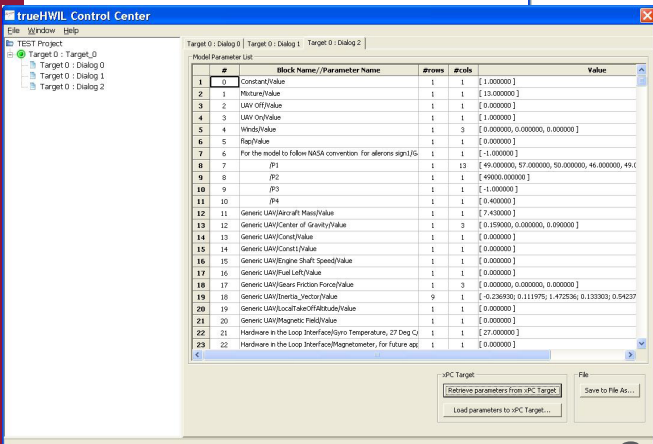 trueHWIL Control Center
File Window Help
TEST Project
Target 0 : Target_0
Target 0 : Dialog 0
Target 0 : Dialog 1
Target 0 : Dialog 2
Target 0 : Dialog 0 Target 0 : Dialog 1 Target 0 : Dialog 2
Model Parameter List
# Block Name//Parameter Name #rows #cols Value
1 0 Constant/Value 1 1 [ 1.000000 ]
2 1 Mixture/Value 1 1 [ 13.000000 ]
3 2 UAV Off/Value 1 1 [ 0.000000 ]
4 3 UAV On/Value 1 1 [ 1.000000 ]
5 4 Winds/Value 1 3 [ 0.000000, 0.000000, 0.000000 ]
6 5 flap/Value 1 1 [ 0.000000 ]
7 6 For the model to follow NASA convention for ailerons sign1/G 1 1 [ -1.000000 ]
8 7 /P1 1 13 [ 49.000000, 57.000000, 50.000000, 46.000000, 49.0
9 8 /P2 1 1 [ 49000.000000 ]
10 9 /P3 1 1 [ -1.000000 ]
11 10 /P4 1 1 [ 0.400000 ]
12 11 Generic UAV/Aircraft Mass/Value 1 1 [ 7.430000 ]
13 12 Generic UAV/Center of Gravity/Value 1 3 [ 0.159000, 0.000000, 0.090000 ]
14 13 Generic UAV/Const/Value 1 1 [ 0.000000 ]
15 14 Generic UAV/Const1/Value 1 1 [ 0.000000 ]
16 15 Generic UAV/Engine Shaft Speed/Value 1 1 [ 0.000000 ]
17 16 Generic UAV/Fuel Left/Value 1 1 [ 0.000000 ]
18 17 Generic UAV/Gears Friction Force/Value 1 3 [ 0.000000, 0.000000, 0.000000 ]
19 18 Generic UAV/Inertia_Vector/Value 9 1 [ -0.236930; 0.111975; 1.472536; 0.133303; 0.54237
20 19 Generic UAV/LocalTakeOffAltitude/Value 1 1 [ 0.000000 ]
21 20 Generic UAV/Magnetic Field/Value 1 1 [ 0.000000 ]
22 21 Hardware in the Loop Interface/Gyro Temperature, 27 Deg C/ 1 1 [ 27.000000 ]
23 22 Hardware in the Loop Interface/Magnetometer, for future app 1 1 [ 0.000000 ]
xPC Target File
Retrieve parameters from xPC Target Save to File As...
Load parameters to xPC Target...